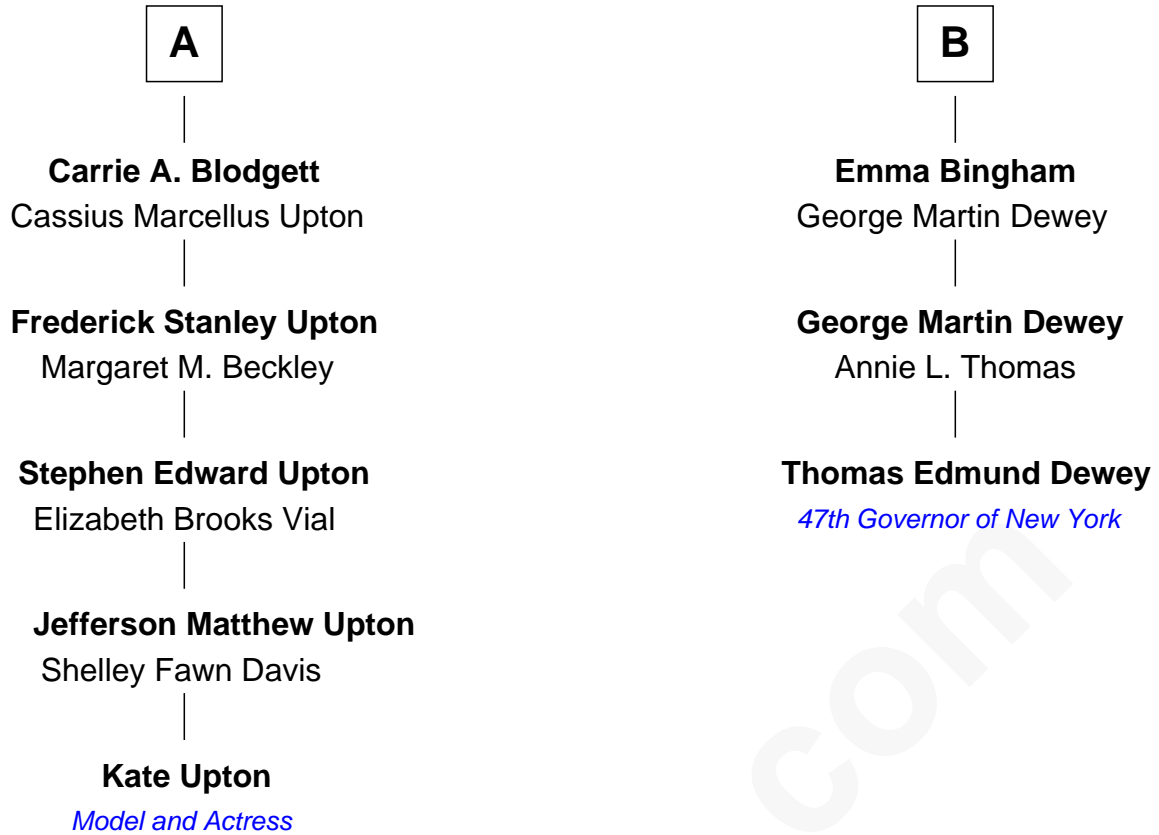 A
Carrie A. Blodgett
Cassius Marcellus Upton
Frederick Stanley Upton
Margaret M. Beckley
Stephen Edward Upton
Elizabeth Brooks Vial
Jefferson Matthew Upton
Shelley Fawn Davis
Kate Upton
Model and Actress
B
Emma Bingham
George Martin Dewey
George Martin Dewey
Annie L. Thomas
Thomas Edmund Dewey
47th Governor of New York
com